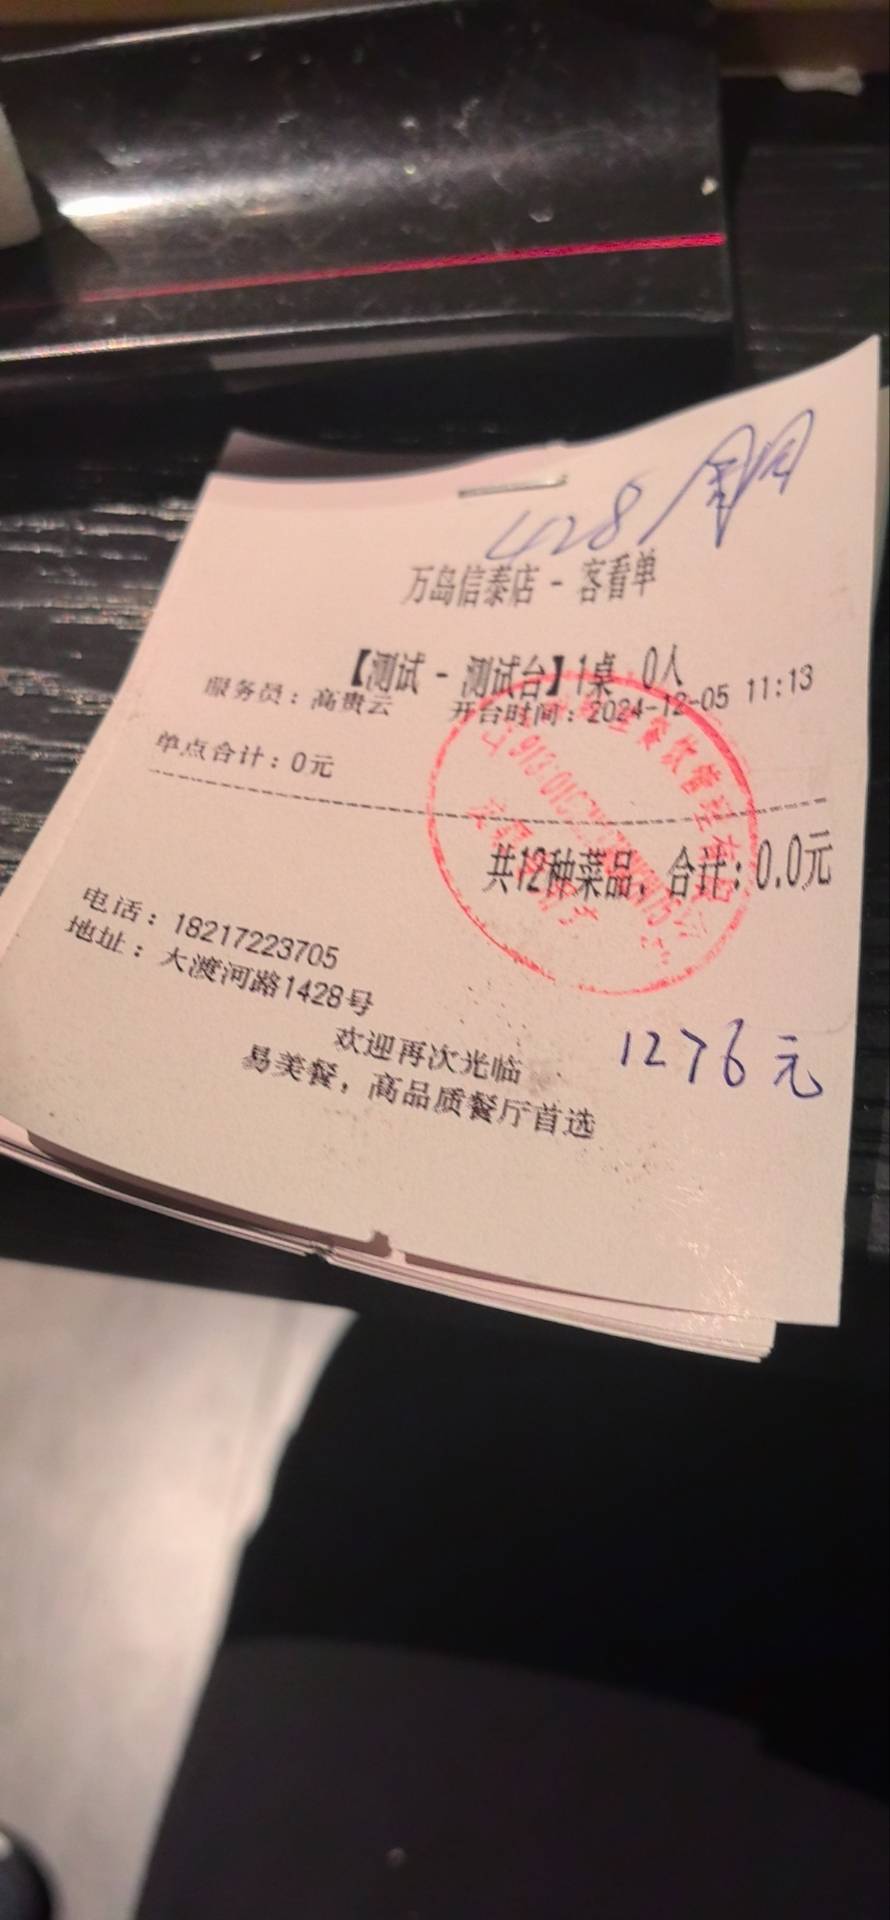 428
万岛信泰店 - 客看单
【测试 - 测试台】1桌 0人
服务员：高贵云 开台时间：2024-12-05 11:13
单点合计：0元
共12种菜品，合计：0.0元
电话：18217223705
地址：大渡河路1428号
1276元
欢迎再次光临
易美餐，高品质餐厅首选